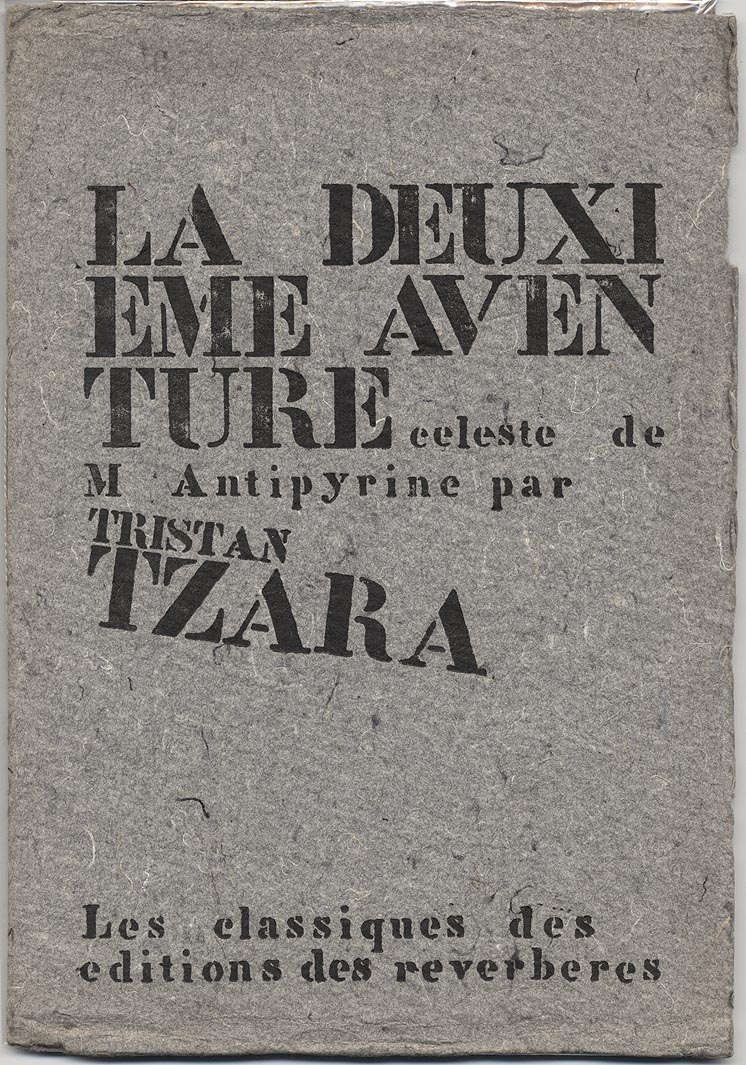 LA DEUXI
EME AVEN
TURE celeste de
M Antipyrine par
TRISTAN
TZARA
Les classiques des
editions des reverberes